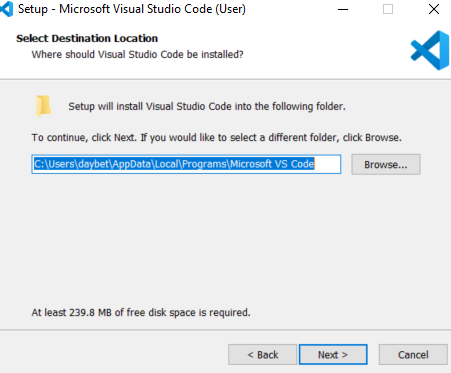 Setup - Microsoft Visual Studio Code (User)
Select Destination Location
Where should Visual Studio Code be installed?
Setup will install Visual Studio Code into the following folder.
To continue, click Next. If you would like to select a different folder, click Browse.
C:\Users\daybet\AppData\Local\Programs\Microsoft VS Code
Browse...
At least 239.8 MB of free disk space is required.
< Back
Next >
Cancel